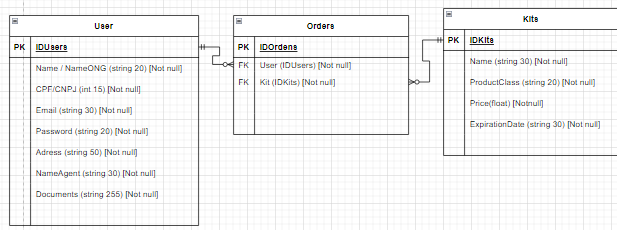 User
PK IDUsers
Name / NameONG (string 20) [Not null]
CPF/CNPJ (int 15) [Not null]
Email (string 30) [Not null]
Password (string 20) [Not null]
Adress (string 50) [Not null]
NameAgent (string 30) [Not null]
Documents (string 255) [Not null]
Orders
PK IDOrdens
FK User (IDUsers) [Not null]
FK Kit (IDKits) [Not null]
Kits
PK IDKits
Name (string 30) [Not null]
ProductClass (string 20) [Not null]
Price(float) [Notnull]
ExpirationDate (string 30) [Not null]